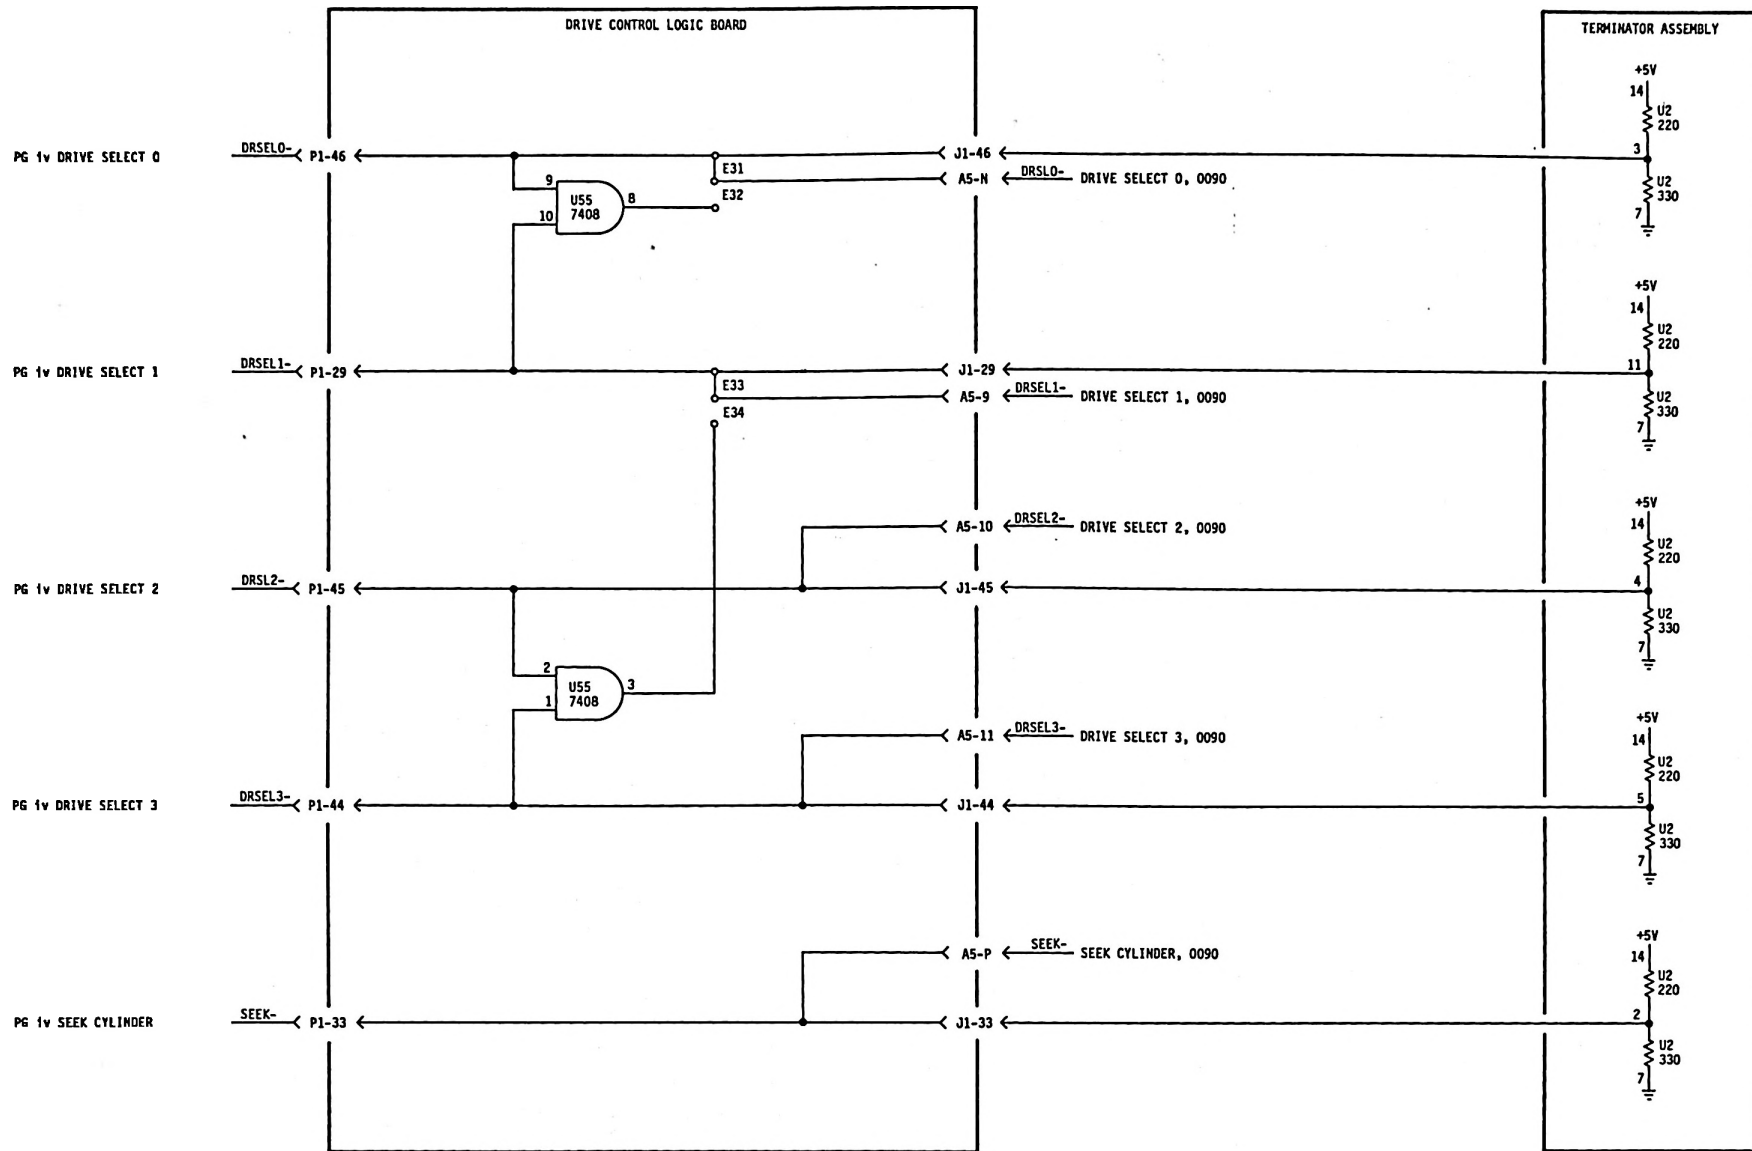 DRIVE CONTROL LOGIC BOARD
TERMINATOR ASSEMBLY
+5V
14
U2
220
PG 1v DRIVE SELECT 0
DRSEL0-
P1-46
J1-46
3
E31
A5-N
DRSL0-
DRIVE SELECT 0, 0090
9
U55
7408
10
8
E32
U2
330
7
+5V
14
U2
220
PG 1v DRIVE SELECT 1
DRSEL1-
P1-29
J1-29
11
E33
A5-9
DRSEL1-
DRIVE SELECT 1, 0090
E34
U2
330
7
+5V
14
U2
220
A5-10
DRSEL2-
DRIVE SELECT 2, 0090
PG 1v DRIVE SELECT 2
DRSL2-
P1-45
J1-45
4
U2
330
7
2
U55
7408
1
3
+5V
14
U2
220
A5-11
DRSEL3-
DRIVE SELECT 3, 0090
PG 1v DRIVE SELECT 3
DRSEL3-
P1-44
J1-44
5
U2
330
7
+5V
14
U2
220
A5-P
SEEK-
SEEK CYLINDER, 0090
PG 1v SEEK CYLINDER
SEEK-
P1-33
J1-33
2
U2
330
7